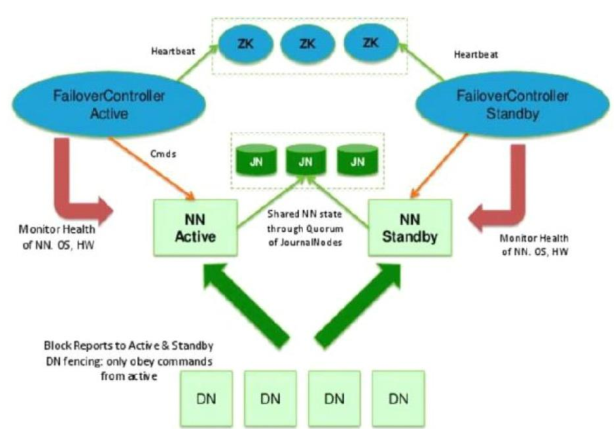 ZK
ZK
ZK
Heartbeat
Heartbeat
FailoverController
Active
FailoverController
Standby
Cmds
JN
JN
JN
NN
Active
Shared NN state
through Quorum
of JournalNodes
NN
Standby
Monitor Health
of NN. OS, HW
Monitor Health
of NN. OS, HW
Block Reports to Active & Standby
DN fencing: only obey commands
from active
DN
DN
DN
DN